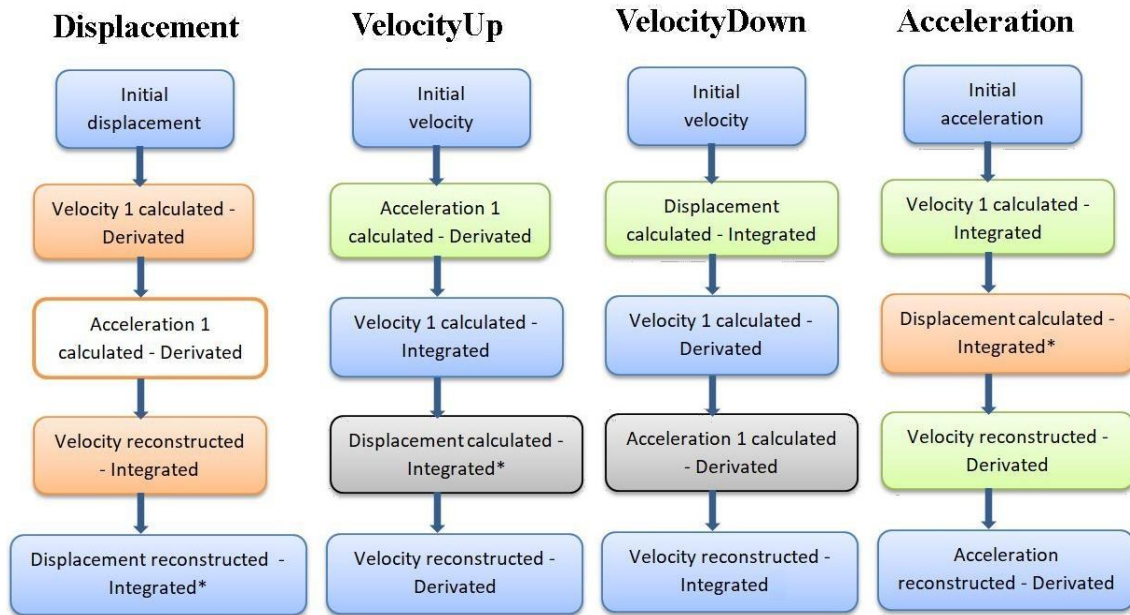 Displacement
Initial
displacement
Velocity 1 calculated -
Derivated
Acceleration 1
calculated - Derivated
Velocity reconstructed
- Integrated
Displacement reconstructed -
Integrated*
VelocityUp
Initial
velocity
Acceleration 1
calculated - Derivated
Velocity 1 calculated -
Integrated
Displacement calculated -
Integrated*
Velocity reconstructed -
Derivated
VelocityDown
Initial
velocity
Displacement
calculated - Integrated
Velocity 1 calculated -
Derivated
Acceleration 1 calculated
- Derivated
Velocity reconstructed -
Integrated
Acceleration
Initial
acceleration
Velocity 1 calculated -
Integrated
Displacement calculated -
Integrated*
Velocity reconstructed -
Derivated
Acceleration
reconstructed - Derivated